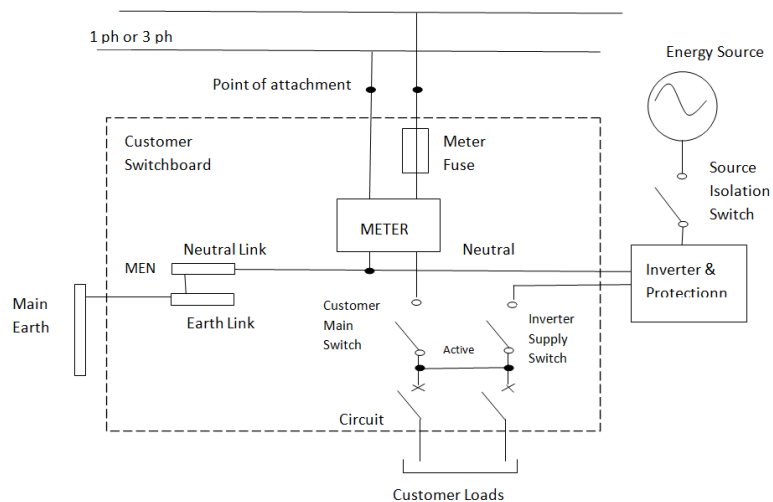 1 ph or 3 ph
Energy Source
Point of attachment
Customer
Switchboard
Meter
Fuse
Source
Isolation
Switch
METER
Neutral Link
Neutral
MEN
Inverter &
Protectionn
Main
Earth
Earth Link
Customer
Main
Switch
Inverter
Supply
Switch
Active
Circuit
Customer Loads